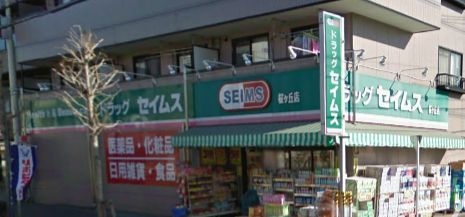 Health & Beauty
ドラッグ セイムス
SEIMS
桜ヶ丘店
ドラッグ セイムス
ドラッグ セイムス
医薬品・化粧品
日用雑貨・食品